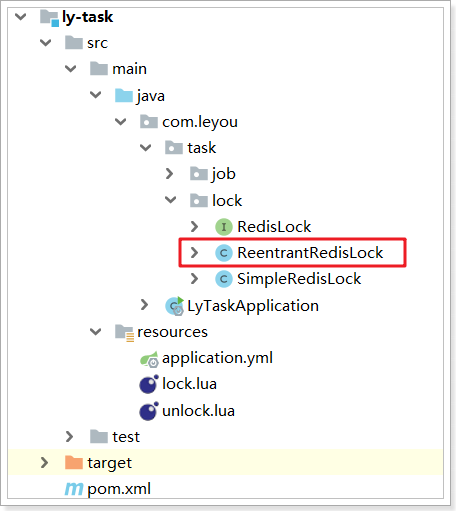 ly-task
src
main
java
com.leyou
task
job
lock
I RedisLock
C ReentrantRedisLock
C SimpleRedisLock
LyTaskApplication
resources
application.yml
lock.lua
unlock.lua
test
target
m pom.xml